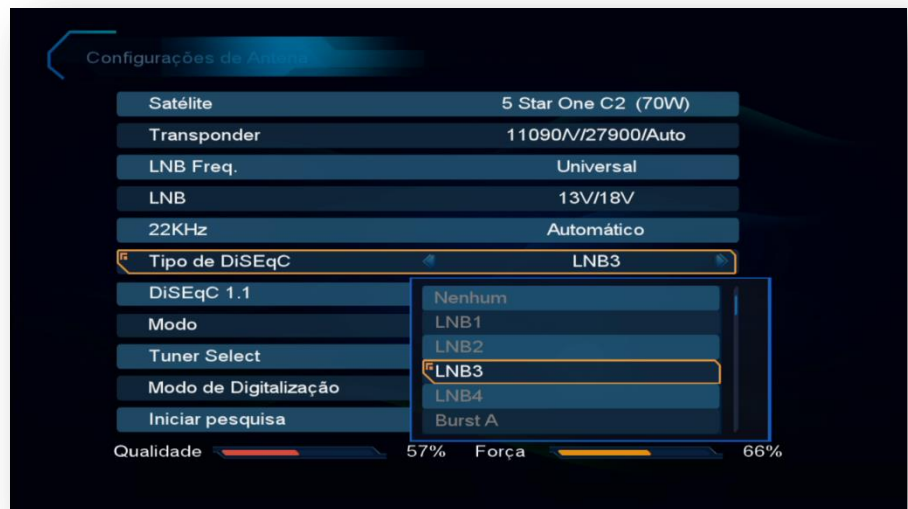 Configurações de Antena
Satélite 5 Star One C2 (70W)
Transponder 11090/V/27900/Auto
LNB Freq. Universal
LNB 13V/18V
22KHz Automático
Tipo de DiSEqC LNB3
DiSEqC 1.1
Nenhum
Modo
LNB1
LNB2
Tuner Select
LNB3
Modo de Digitalização
LNB4
Iniciar pesquisa
Burst A
Qualidade 57% Força 66%